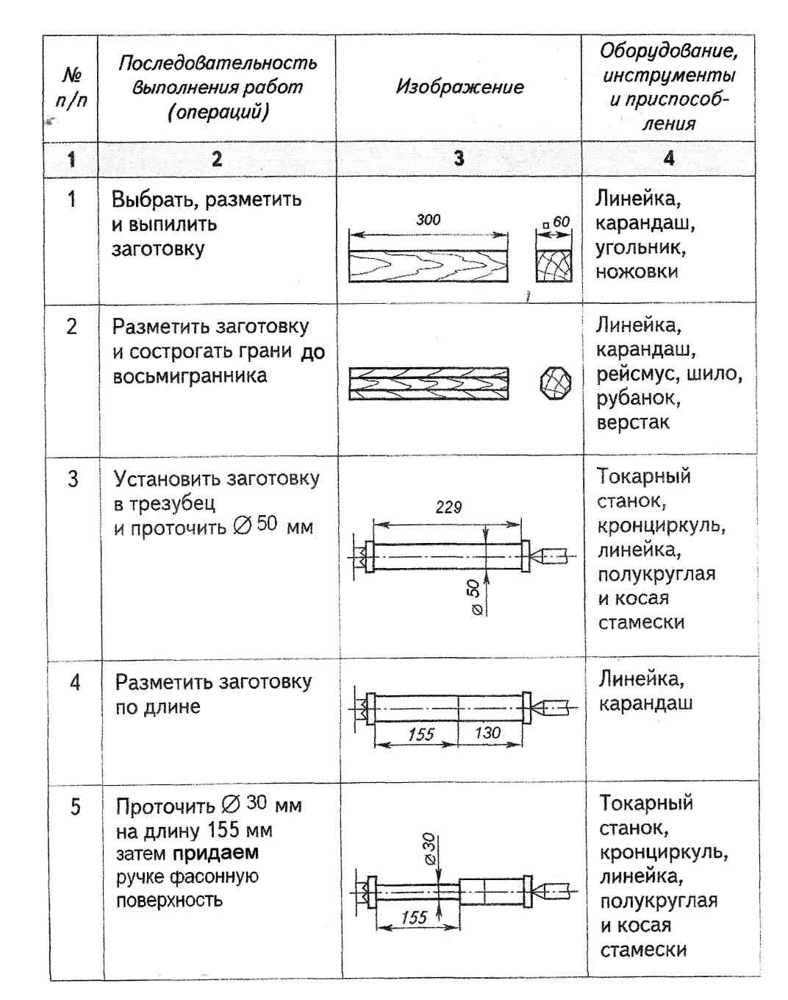 №
п/п
Последовательность
выполнения работ
(операций)
Изображение
Оборудование,
инструменты
и приспособ-
ления
1
2
3
4
1
Выбрать, разметить
и выпилить
заготовку
300
□ 60
Линейка,
карандаш,
угольник,
ножовки
2
Разметить заготовку
и сострогать грани до
восьмигранника
Линейка,
карандаш,
рейсмус, шило,
рубанок,
верстак
3
Установить заготовку
в трезубец
и проточить ∅ 50 мм
229
∅ 50
Токарный
станок,
кронциркуль,
линейка,
полукруглая
и косая
стамески
4
Разметить заготовку
по длине
155
130
Линейка,
карандаш
5
Проточить ∅ 30 мм
на длину 155 мм
затем придаем
ручке фасонную
поверхность
∅30
155
Токарный
станок,
кронциркуль,
линейка,
полукруглая
и косая
стамески